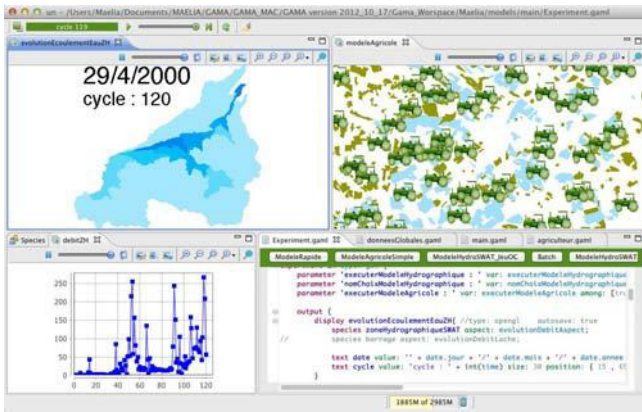 un - /Users/Maelia/Documents/MAELIA/GAMA/GAMA_MAC/GAMA version 2012_10_17/Gama_Worspace/Maelia/models/main/Experiment.gaml
cycle 119
evolutionEcoulementEauZH
29/4/2000
cycle : 120
modeleAgricole
Species
debitZH
250
200
150
100
50
0
0 20 40 60 80 100 120
Experiment.gaml
donneesGlobales.gaml
main.gaml
agriculteur.gaml
ModeleRapide
ModeleAgricoleSimple
ModeleHydroSWAT_JeuOC
Batch
ModeleHydroSWAT
parameter 'executerModeleHydrographique : ' var: executerModeleHydrographique
parameter 'nomChoixModeleHydrographique : ' var: nomChoixModeleHydrographique
parameter 'executerModeleAgricole : ' var: executerModeleAgricole among: [tru
output {
display evolutionEcoulementEauZH{ //type: opengl autosave: true
species zoneHydrographiqueSWAT aspect: evolutionDebitAspect;
// species barrage aspect: evolutionDebitLache;
text date value: '' + date.jour + '/' + date.mois + '/' + date.annee
text cycle value: 'cycle : ' + int(time) size: 30 position: { 15 , 65
}
1885M of 2985M